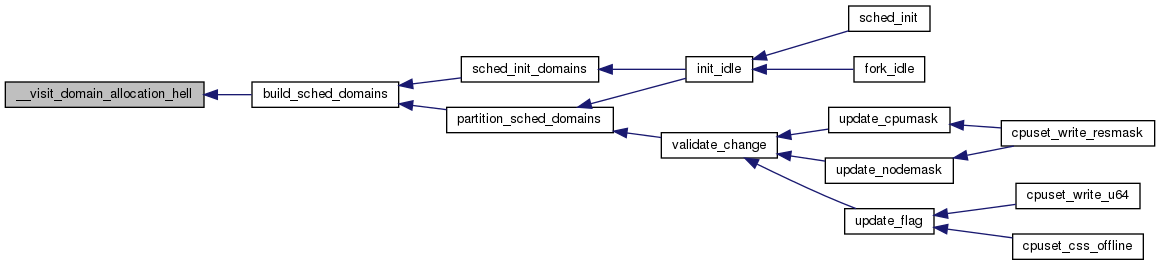 __visit_domain_allocation_hell
build_sched_domains
sched_init_domains
partition_sched_domains
init_idle
validate_change
sched_init
fork_idle
update_cpumask
update_nodemask
update_flag
cpuset_write_resmask
cpuset_write_u64
cpuset_css_offline